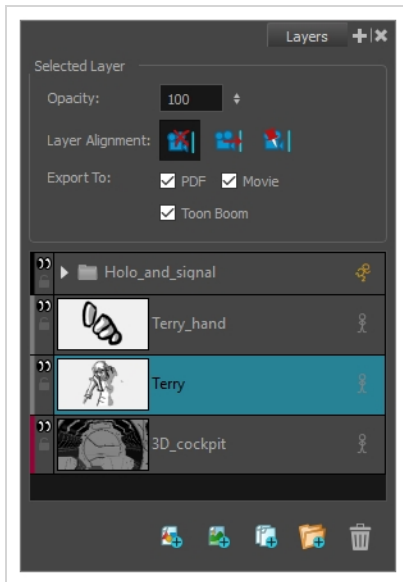 Layers
Selected Layer
Opacity: 100
Layer Alignment:
Export To: PDF Movie
Toon Boom
Holo_and_signal
Terry_hand
Terry
3D_cockpit